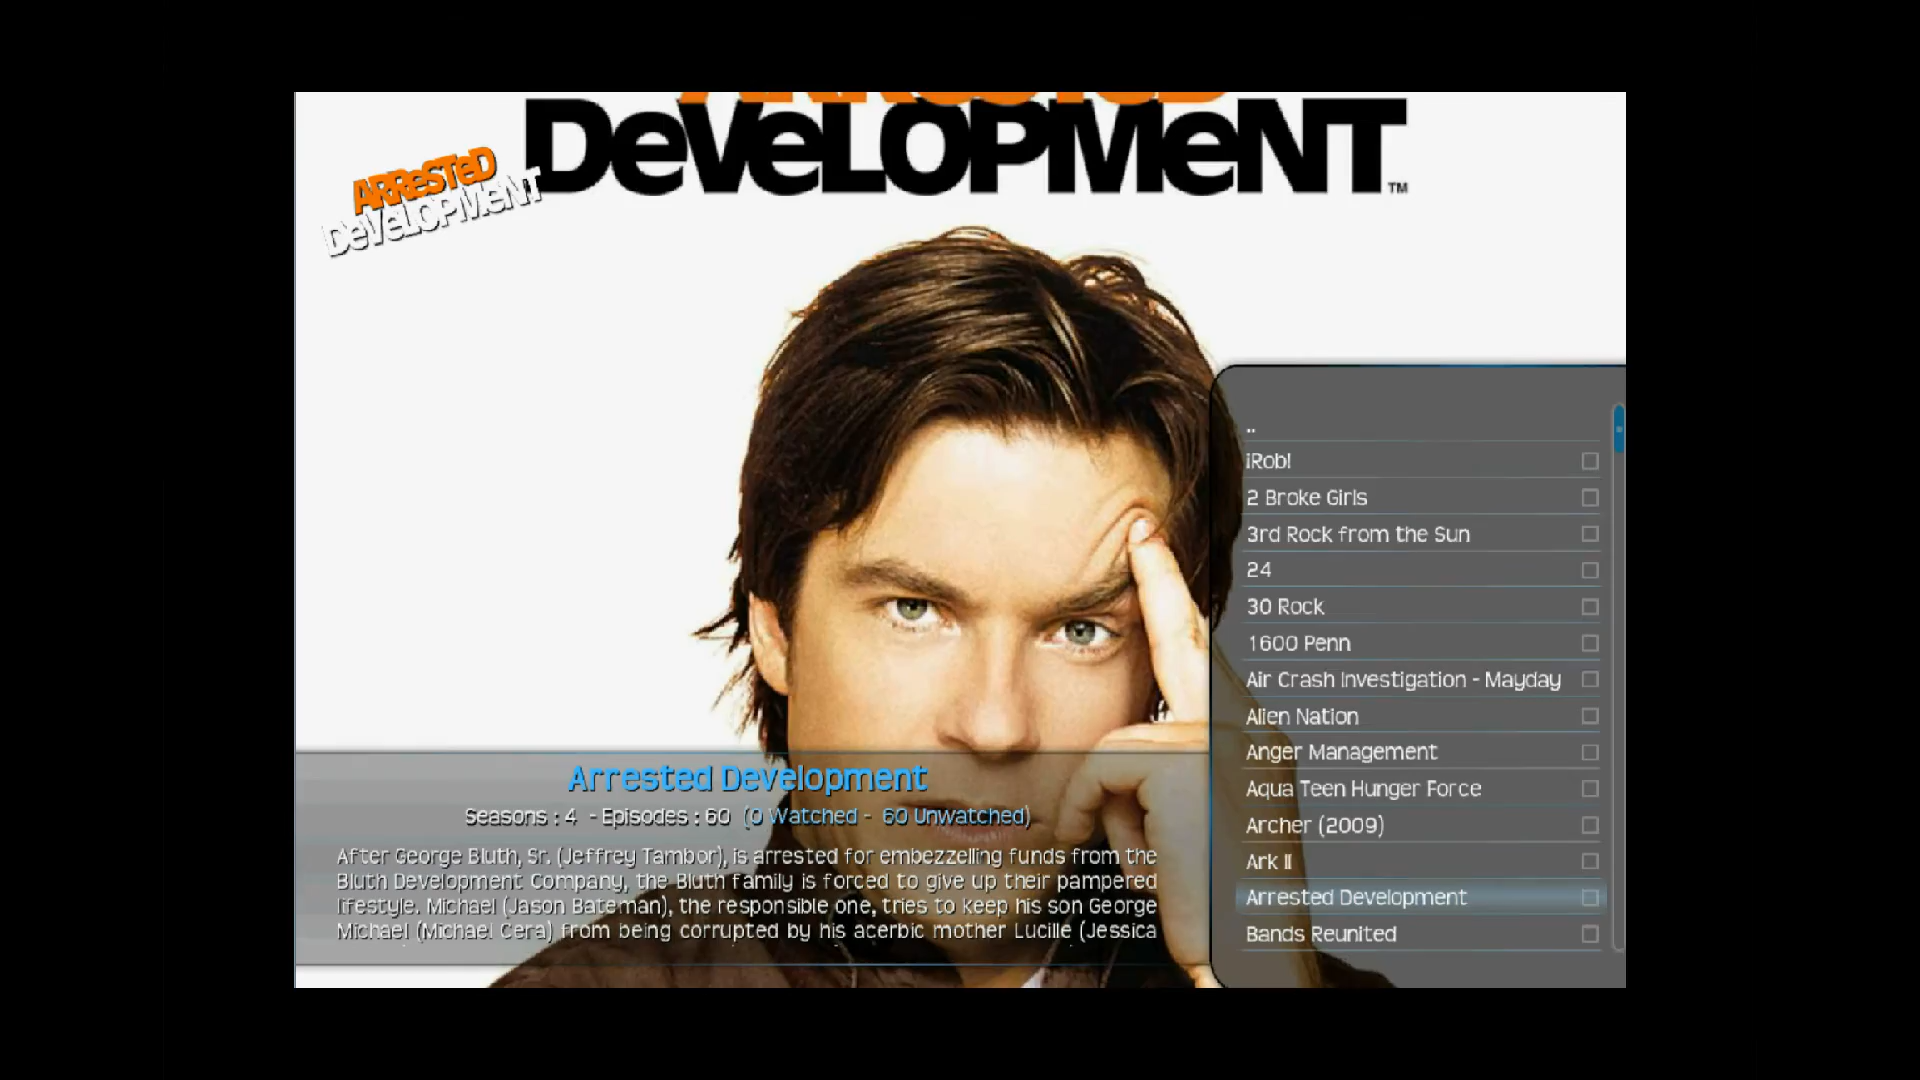 ARReSTeD
DeVeLOPMeNT™
ARReSTeD
DeVeLOPMeNT
..
iRob!
2 Broke Girls
3rd Rock from the Sun
24
30 Rock
1600 Penn
Air Crash Investigation - Mayday
Alien Nation
Anger Management
Aqua Teen Hunger Force
Archer (2009)
Ark II
Arrested Development
Bands Reunited
Arrested Development
Seasons : 4 - Episodes : 60 (0 Watched - 60 Unwatched)
After George Bluth, Sr. (Jeffrey Tambor), is arrested for embezzelling funds from the
Bluth Development Company, the Bluth family is forced to give up their pampered
lifestyle. Michael (Jason Bateman), the responsible one, tries to keep his son George
Michael (Michael Cera) from being corrupted by his acerbic mother Lucille (Jessica